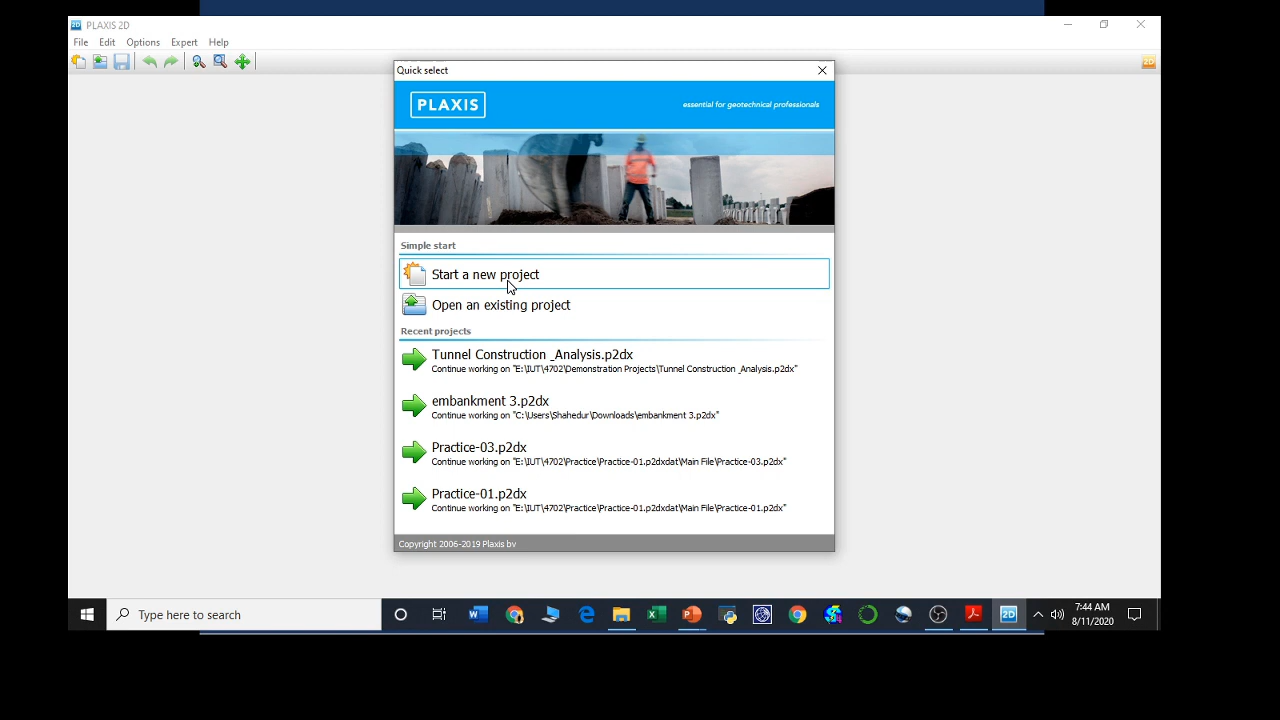 PLAXIS 2D
File Edit Options Expert Help
Quick select
PLAXIS
essential for geotechnical professionals
Simple start
Start a new project
Open an existing project
Recent projects
Tunnel Construction _Analysis.p2dx
Continue working on "E:\IUT\4702\Demonstration Projects\Tunnel Construction _Analysis.p2dx"
embankment 3.p2dx
Continue working on "C:\Users\Shahedur\Downloads\embankment 3.p2dx"
Practice-03.p2dx
Continue working on "E:\IUT\4702\Practice\Practice-01.p2dxdat\Main File\Practice-03.p2dx"
Practice-01.p2dx
Continue working on "E:\IUT\4702\Practice\Practice-01.p2dxdat\Main File\Practice-01.p2dx"
Copyright 2006-2019 Plaxis bv
Type here to search
2D
7:44 AM
8/11/2020